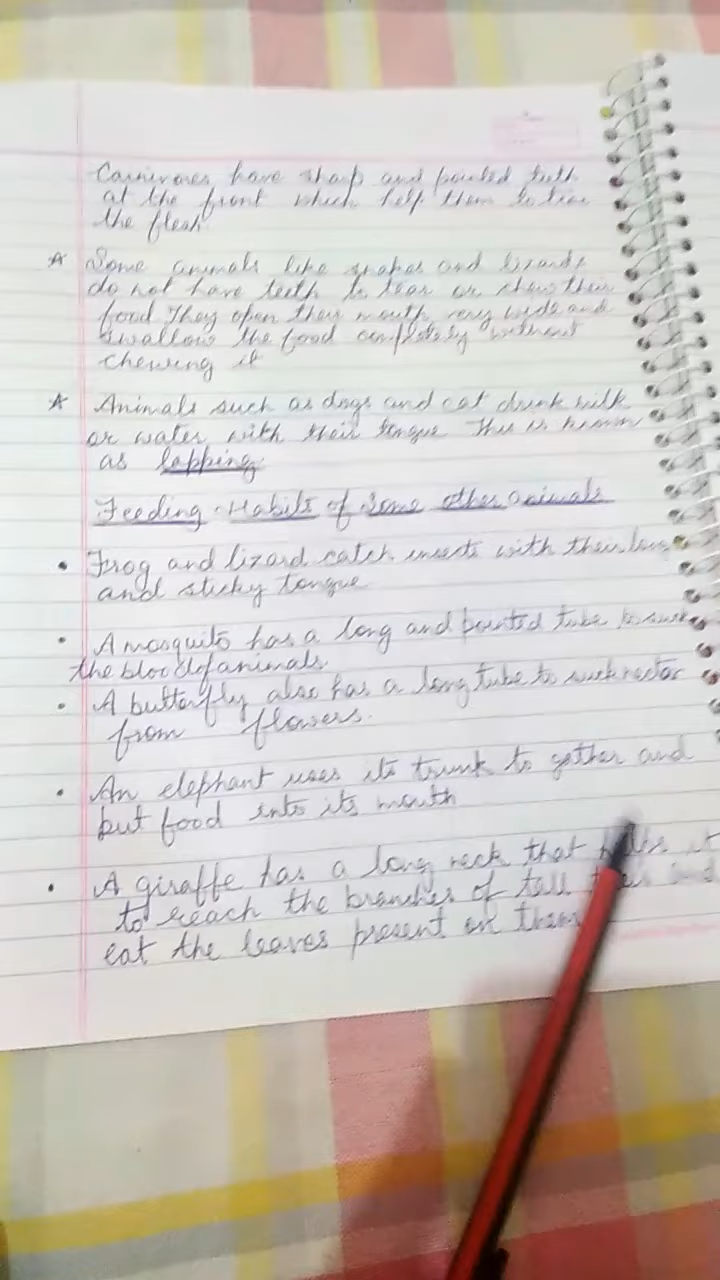 Carnivores have sharp and pointed teeth
at the front which help them to tear
the flesh.
Some animals like snakes and lizards
do not have teeth to tear or chew their
food They open they mouth very wide and
swallow the food completely without
chewing it
Animals such as dogs and cat drink milk
or water with their tongue This is known
as lapping.
Feeding Habits of some other animals
Frog and lizard catch insects with their long
and sticky tongue
A mosquito has a long and pointed tube to suck
the blood of animals.
A butterfly also has a long tube to suck nectar
from flowers.
An elephant uses its trunk to gather and
but food into its mouth
A giraffe has a long neck that it
to reach the branches of tall and
eat the leaves present on them